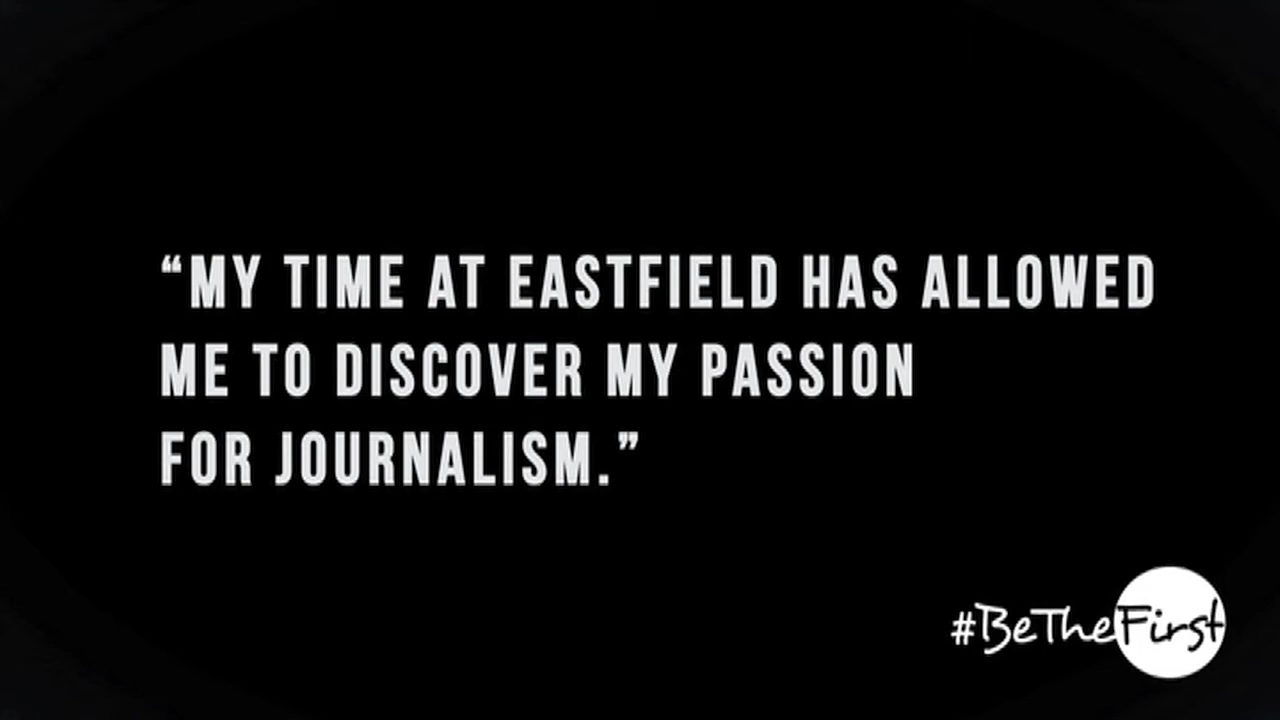 “MY TIME AT EASTFIELD HAS ALLOWED
ME TO DISCOVER MY PASSION
FOR JOURNALISM.”
#BeTheFirst